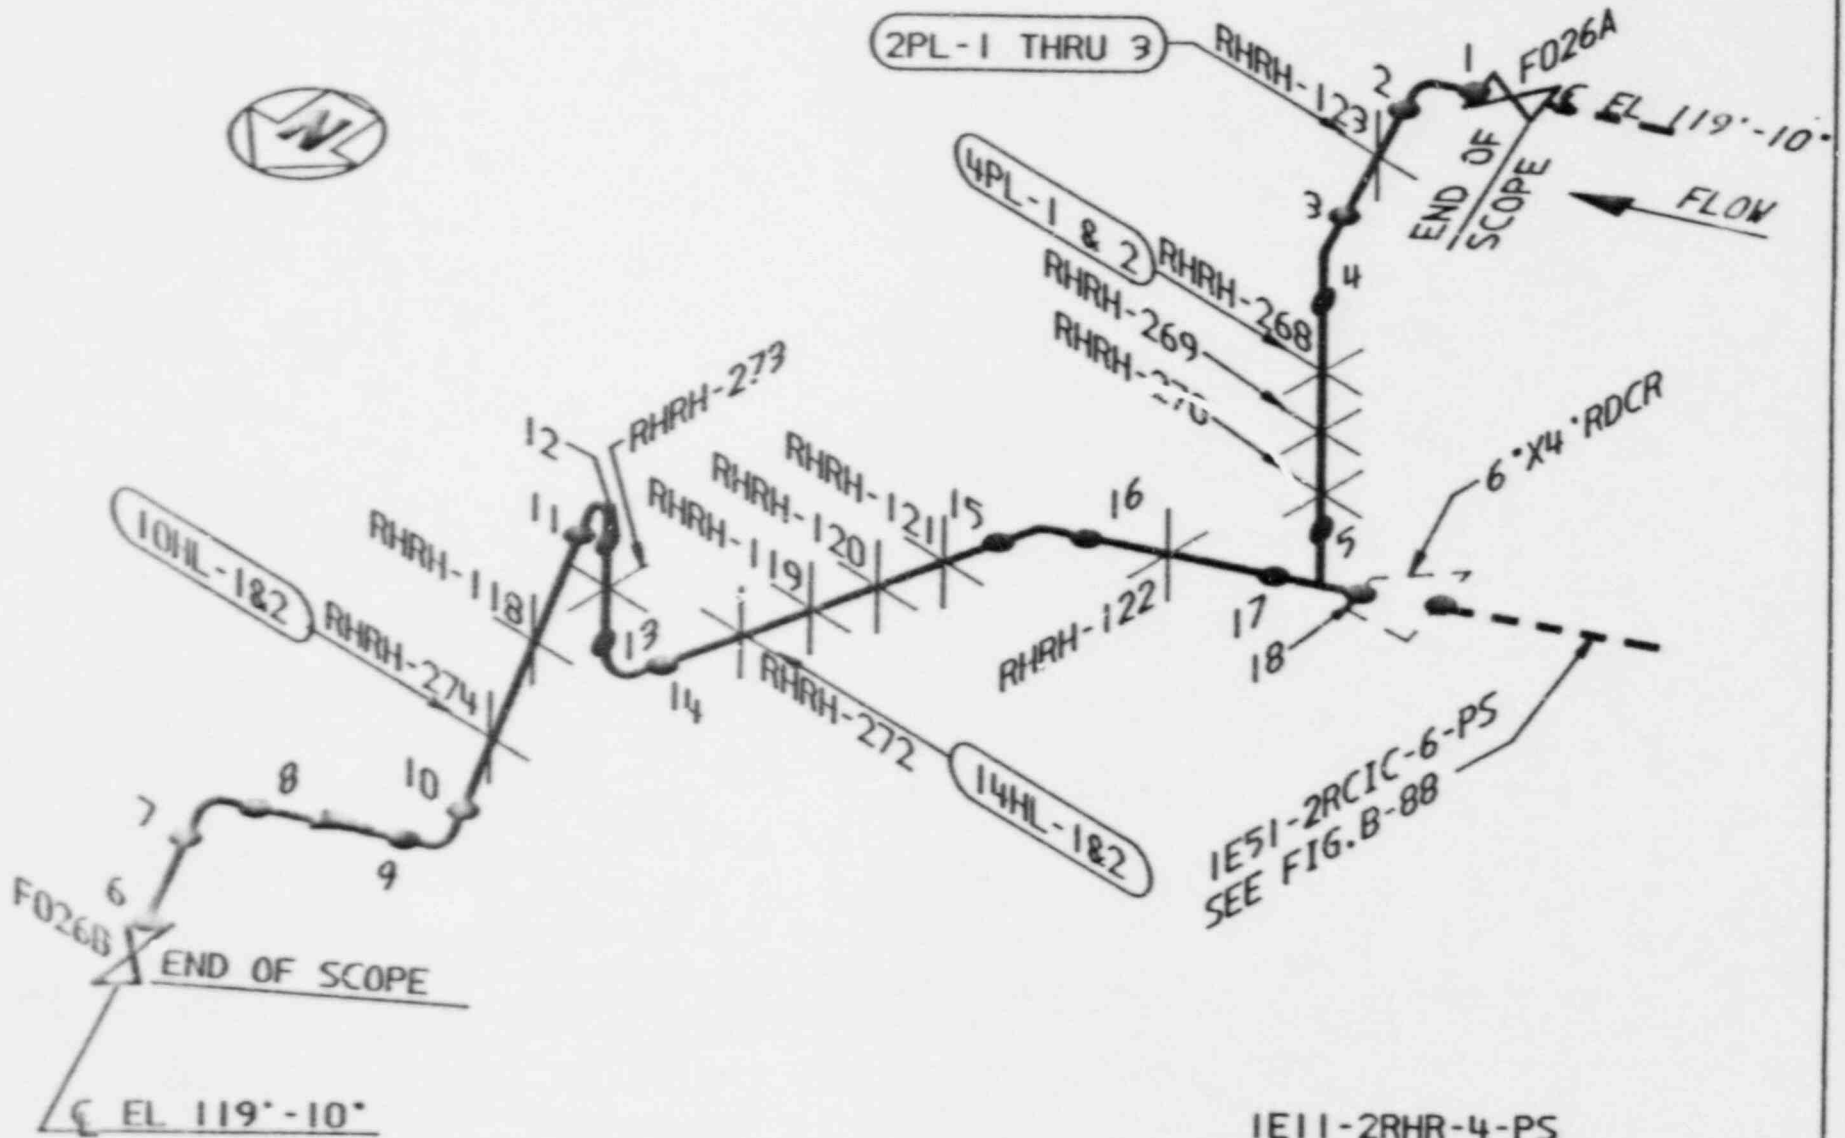 2PL-1 THRU 3
RHRH-123
2
1
F026A
℄ EL 119'-10"
END OF
SCOPE
FLOW
N
4PL-1 & 2
RHRH-268
RHRH-269
RHRH-270
3
4
5
6"X4"RDCR
12
RHRH-273
11
RHRH-121
15
16
RHRH-120
RHRH-119
10HL-1&2
RHRH-118
RHRH-274
13
14
RHRH-272
14HL-1&2
RHRH-122
17
18
1E51-2RCIC-6-PS
SEE FIG.B-88
10
8
7
9
6
F026B
END OF SCOPE
℄ EL 119'-10"
1E11-2RHR-4-PS